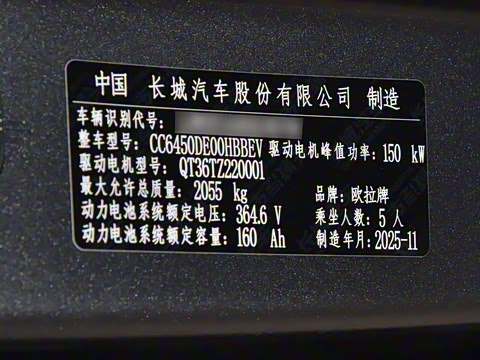 中国 长城汽车股份有限公司 制造
车辆识别代号：
整车型号：CC6450DE00HBBEV 驱动电机峰值功率：150 kW
驱动电机型号：QT36TZ220001
最大允许总质量：2055 kg 品牌：欧拉牌
动力电池系统额定电压：364.6 V 乘坐人数：5 人
动力电池系统额定容量：160 Ah 制造年月：2025-11